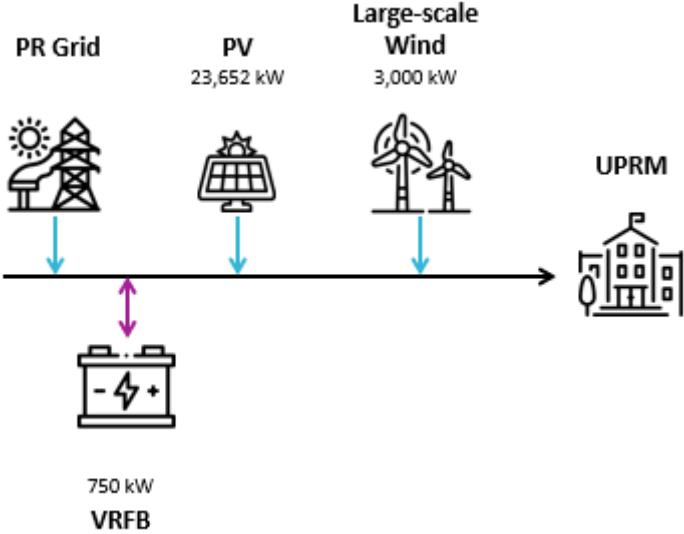 PR Grid
PV
23,652 kW
Large-scale
Wind
3,000 kW
UPRM
750 kW
VRFB